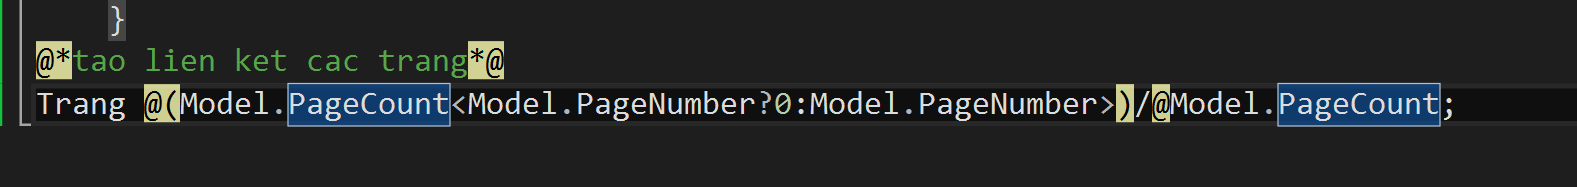 }
@*tao lien ket cac trang*@
Trang @(Model.PageCount<Model.PageNumber?0:Model.PageNumber>)/@Model.PageCount;